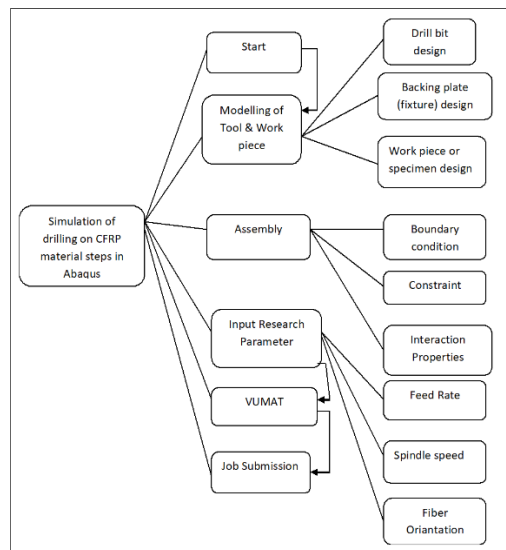 Simulation of
drilling on CFRP
material steps in
Abaqus
Start
Modelling of
Tool & Work
piece
Assembly
Input Research
Parameter
VUMAT
Job Submission
Drill bit
design
Backing plate
(fixture) design
Work piece or
specimen design
Boundary
condition
Constraint
Interaction
Properties
Feed Rate
Spindle speed
Fiber
Oriantation